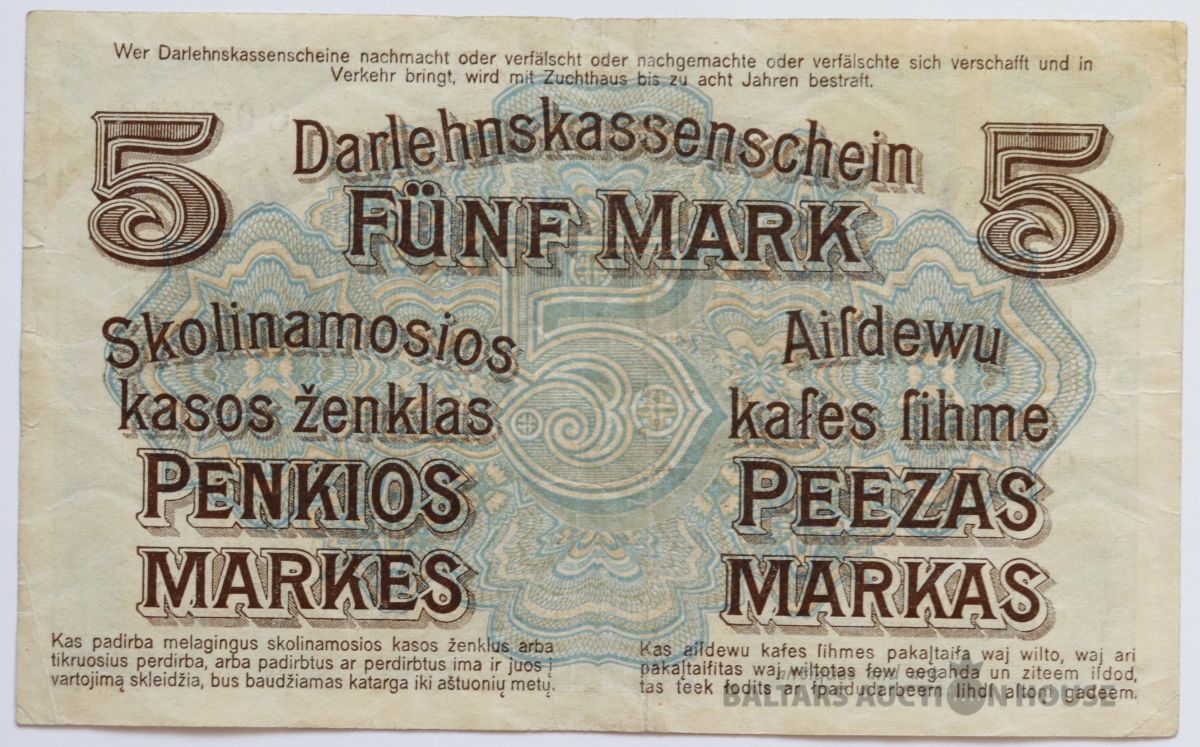 Wer Darlehnskassenscheine nachmacht oder verfälscht oder nachgemachte oder verfälschte sich verschafft und in
Verkehr bringt, wird mit Zuchthaus bis zu acht Jahren bestraft.
5
Darlehnskassenschein
5
FÜNF MARK
Skolinamosios
kasos ženklas
PENKIOS
MARKES
5
Aiſdewu
kaſes ſihme
PEEZAS
MARKAS
Kas padirba melagingus skolinamosios kasos ženklus arba
tikruosius perdirba, arba padirbtus ar perdirbtus ima ir juos į
vartojimą skleidžia, bus baudžiamas katarga iki aštuonių metų.
Kas aiſdewu kaſes ſihmes pakaļtaiſa waj wilto, waj ari
pakaļtaiſitas waj wiltotas ſew eeganda un ziteem iſdod,
tas teek ſodits ar ſpaidudarbeem lihdſ aſtoņi gadeem.
BALTARS AUCTION HOUSE